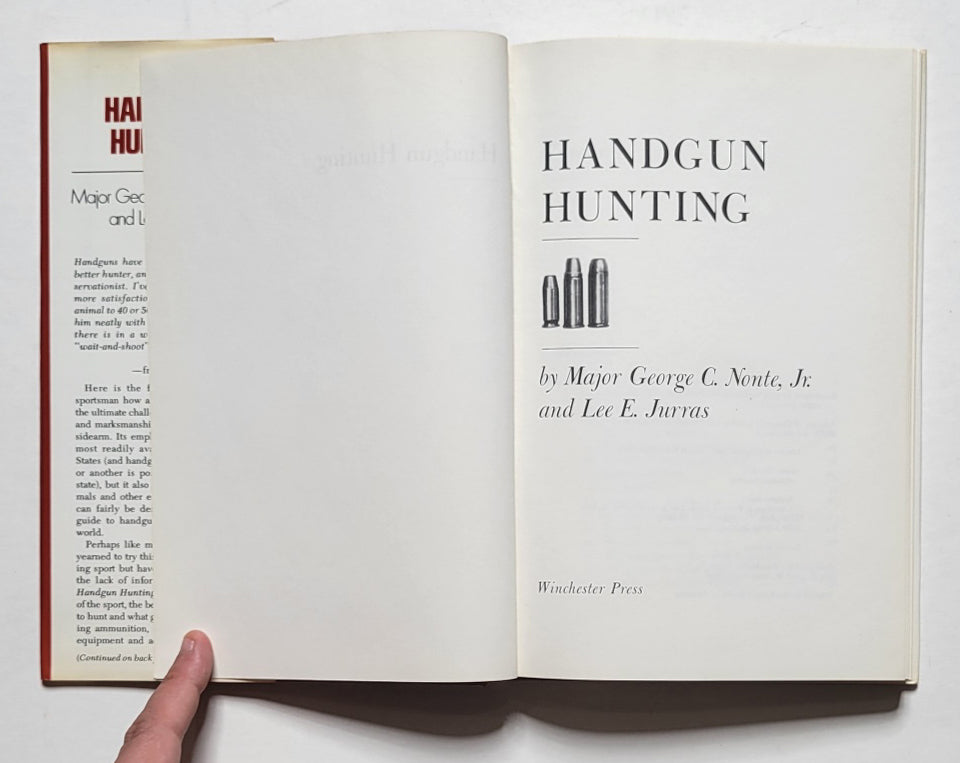 HAN
HU
Major Geo
and L
Handguns have
better hunter, an
servationist. I've
more satisfactio
animal to 40 or 5
him neatly with
there is in a w
"wait-and-shoot"
—fr
Here is the f
sportsman how a
the ultimate chall
and marksmanshi
sidearm. Its emp
most readily ava
States (and handg
or another is po
state), but it also
mals and other e
can fairly be de
guide to handgu
world.
Perhaps like m
yearned to try thi
ing sport but hav
the lack of infor
Handgun Hunting
of the sport, the be
to hunt and what g
ing ammunition,
equipment and a
(Continued on back
Handgun Hunting
HANDGUN
HUNTING
by Major George C. Nonte, Jr.
and Lee E. Jurras
Winchester Press